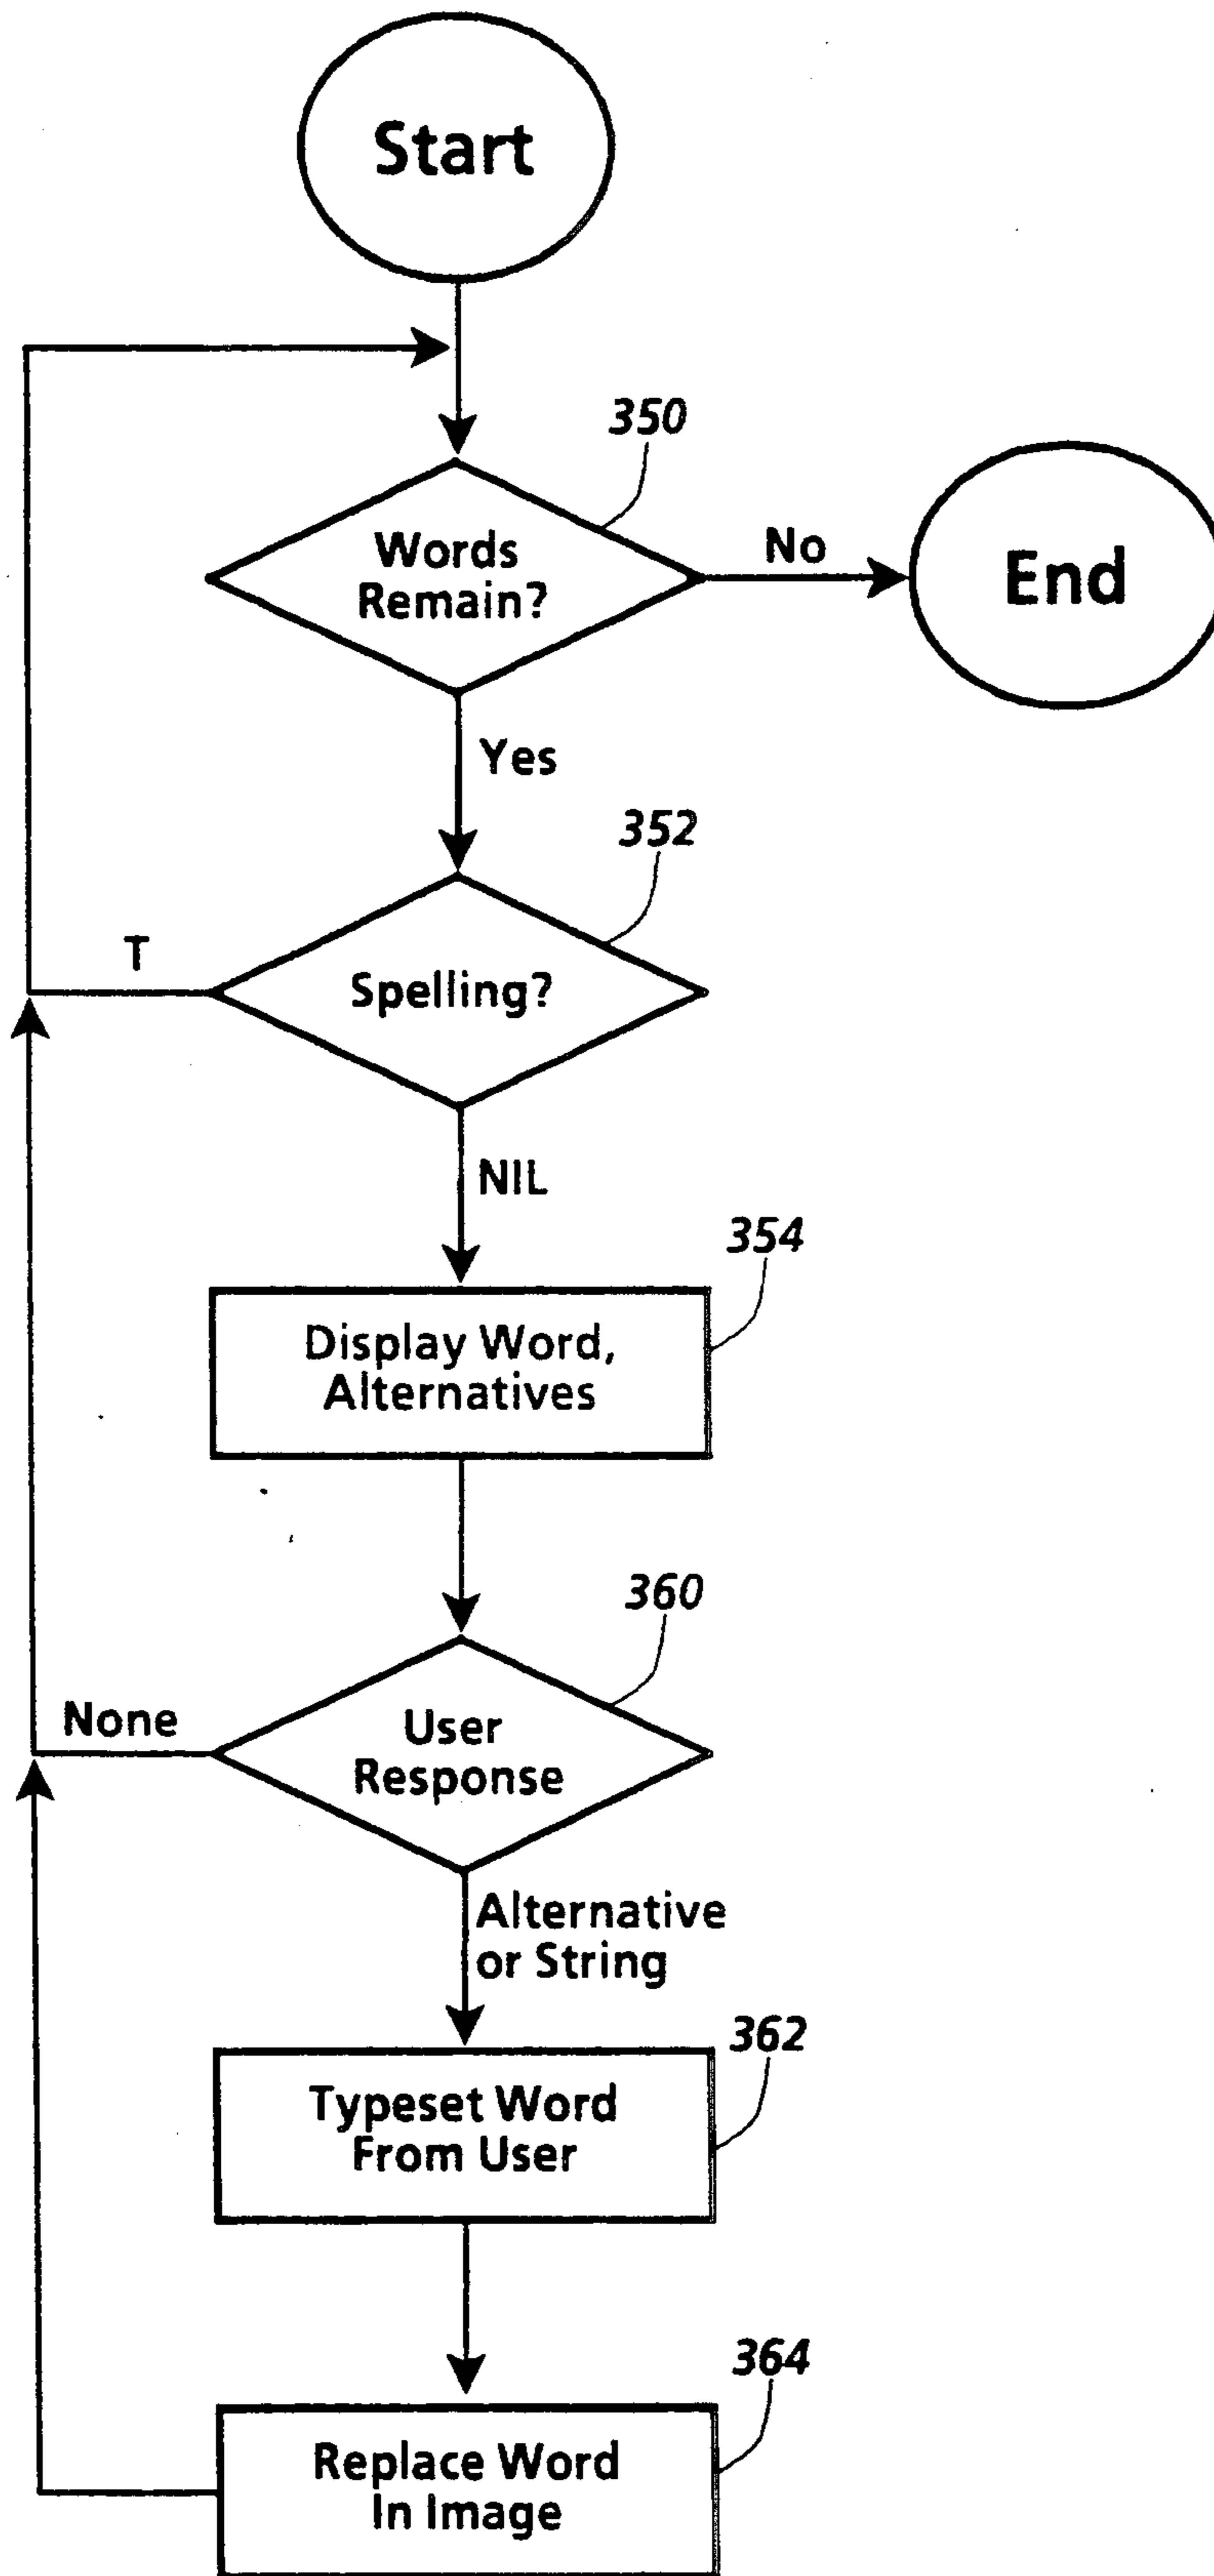 Start
350
Words
Remain?
No
End
Yes
352
T
Spelling?
NIL
354
Display Word,
Alternatives
360
None
User
Response
Alternative
or String
362
Typeset Word
From User
364
Replace Word
In Image